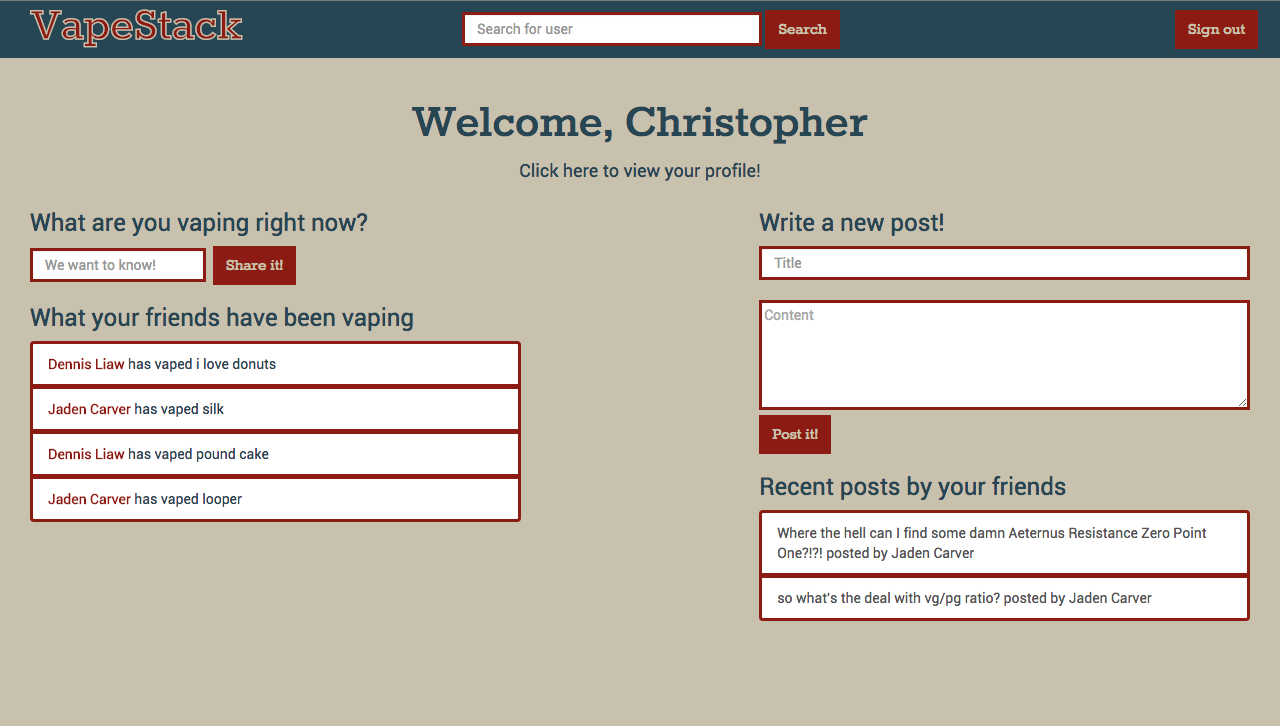 VapeStack
Search for user
Search
Sign out
Welcome, Christopher
Click here to view your profile!
What are you vaping right now?
We want to know!
Share it!
What your friends have been vaping
Dennis Liaw has vaped i love donuts
Jaden Carver has vaped silk
Dennis Liaw has vaped pound cake
Jaden Carver has vaped looper
Write a new post!
Title
Content
Post it!
Recent posts by your friends
Where the hell can I find some damn Aeternus Resistance Zero Point
One?!?! posted by Jaden Carver
so what's the deal with vg/pg ratio? posted by Jaden Carver